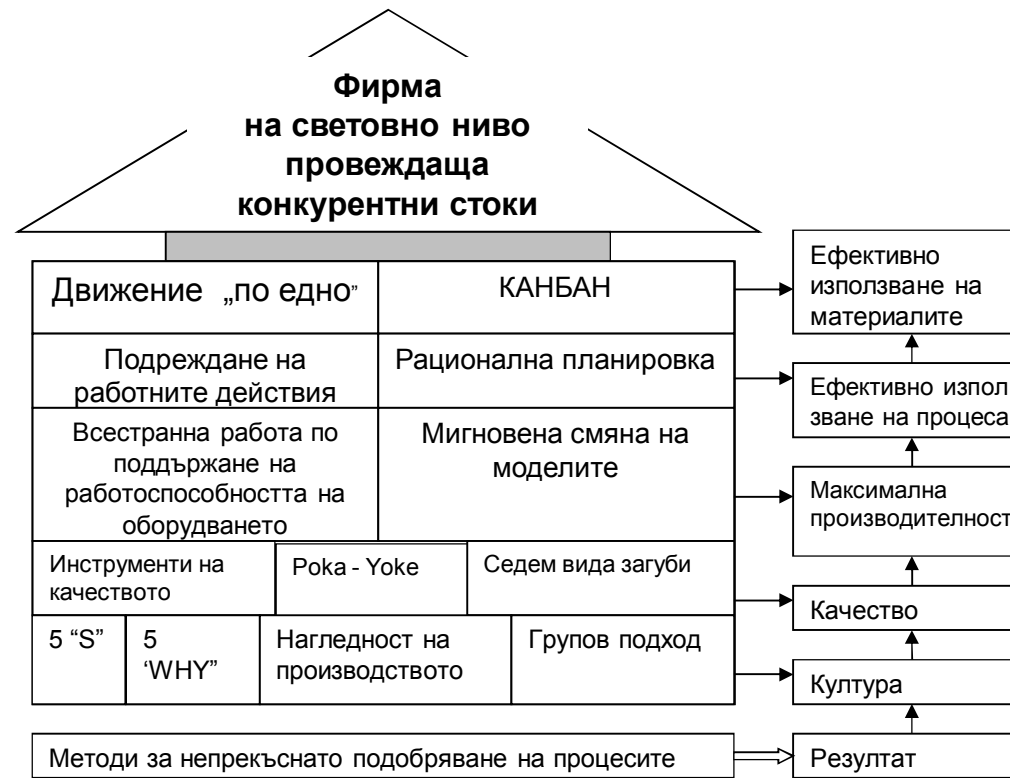 Фирма
на световно ниво
провеждаща
конкурентни стоки
Движение „по едно”
КАНБАН
Ефективно
използване на
материалите
Подреждане на
работните действия
Рационална планировка
Ефективно изпол
зване на процеса
Всестранна работа по
поддържане на
работоспособността на
оборудването
Мигновена смяна на
моделите
Максимална
производителност
Инструменти на
качеството
Poka - Yoke
Седем вида загуби
Качество
5 “S”
5
‘WHY”
Нагледност на
производството
Групов подход
Култура
Методи за непрекъснато подобряване на процесите
Резултат